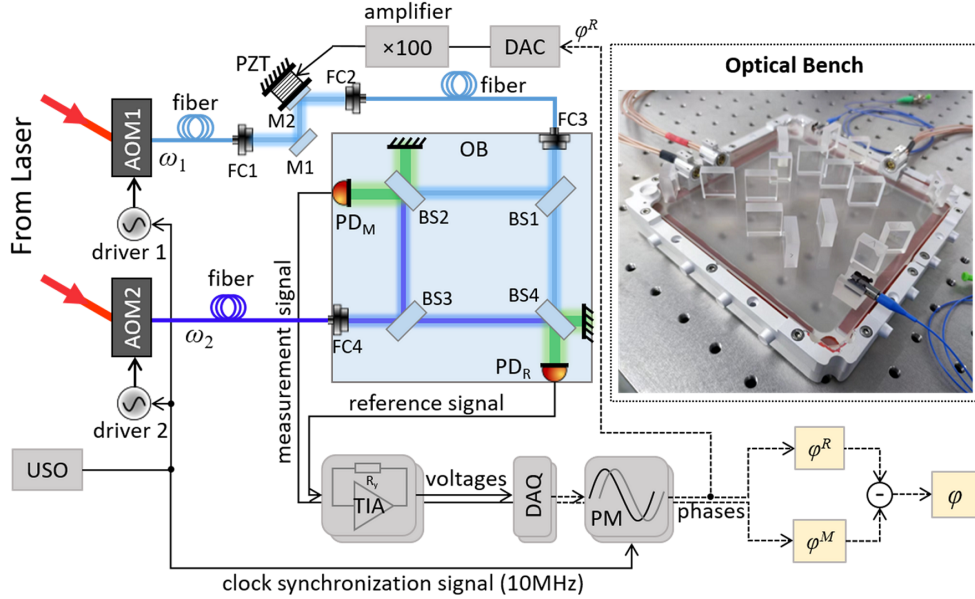 amplifier
φ^R
×100
DAC
PZT
FC2
fiber
Optical Bench
From Laser
AOM1
fiber
M2
FC3
ω₁
FC1
M1
OB
PD_M
BS2
BS1
driver 1
measurement signal
AOM2
fiber
BS3
BS4
ω₂
FC4
PD_R
driver 2
reference signal
USO
R_y
TIA
voltages
DAQ
PM
phases
φ^R
-
φ
φ^M
clock synchronization signal (10MHz)